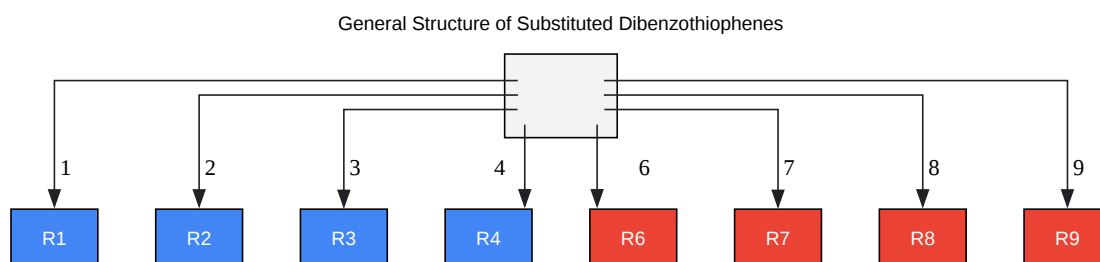 General Structure of Substituted Dibenzothiophenes
1 2 3 4 6 7 8 9
R1 R2 R3 R4 R6 R7 R8 R9